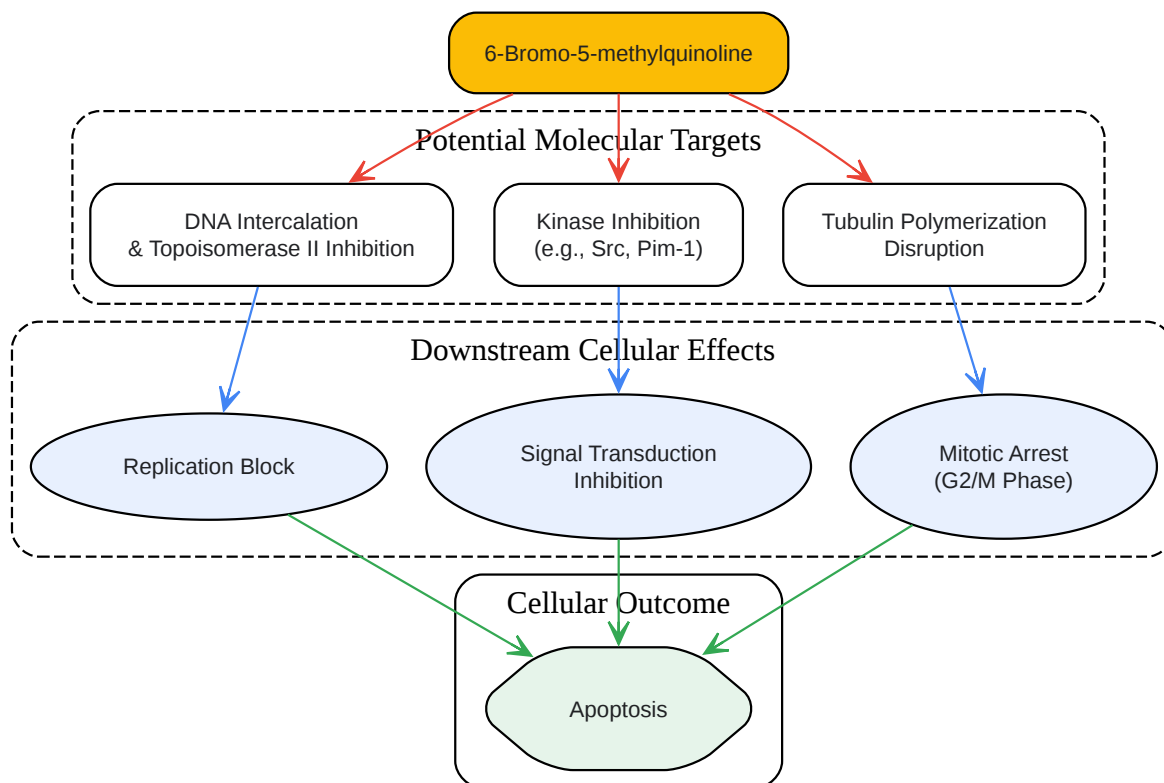 6-Bromo-5-methylquinoline
Potential Molecular Targets
DNA Intercalation
& Topoisomerase II Inhibition
Kinase Inhibition
(e.g., Src, Pim-1)
Tubulin Polymerization
Disruption
Downstream Cellular Effects
Replication Block
Signal Transduction
Inhibition
Mitotic Arrest
(G2/M Phase)
Cellular Outcome
Apoptosis